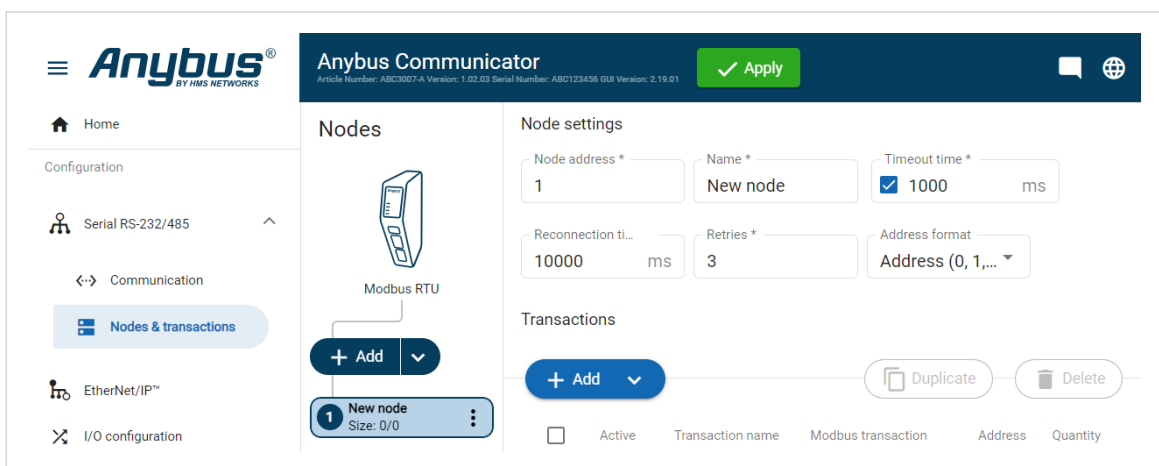 Anybus®
BY HMS NETWORKS
Anybus Communicator
Article Number: ABC3007-A Version: 1.02.03 Serial Number: ABC123456 GUI Version: 2.19.01
Apply
Home
Configuration
Serial RS-232/485
Communication
Nodes & transactions
EtherNet/IP™
I/O configuration
Nodes
Modbus RTU
Add
1
New node
Size: 0/0
Node settings
Node address *
1
Name *
New node
Timeout time *
1000 ms
Reconnection ti...
10000 ms
Retries *
3
Address format
Address (0, 1,...
Transactions
Add
Duplicate
Delete
Active Transaction name Modbus transaction Address Quantity